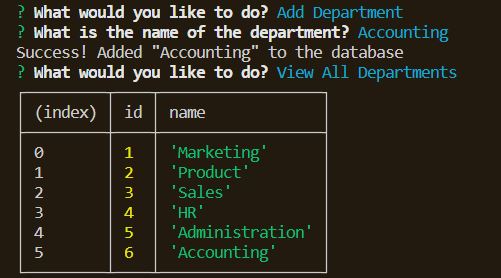 ? What would you like to do? Add Department
? What is the name of the department? Accounting
Success! Added "Accounting" to the database
? What would you like to do? View All Departments
(index) id name
0 1 'Marketing'
1 2 'Product'
2 3 'Sales'
3 4 'HR'
4 5 'Administration'
5 6 'Accounting'